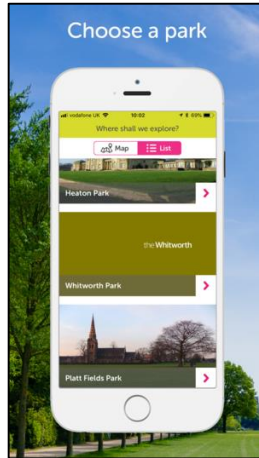 Choose a park
vodafone UK 10:02 68%
Where shall we explore?
Map List
Heaton Park
the Whitworth
Whitworth Park
Platt Fields Park